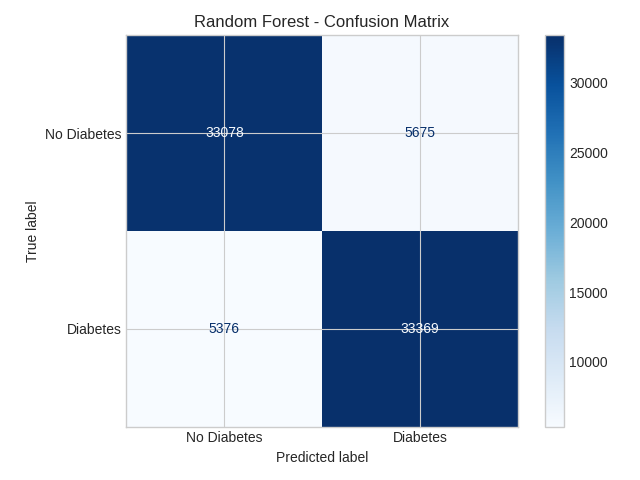 Random Forest - Confusion Matrix
True label
No Diabetes
33078
5675
Diabetes
5376
33369
No Diabetes
Diabetes
Predicted label
30000
25000
20000
15000
10000